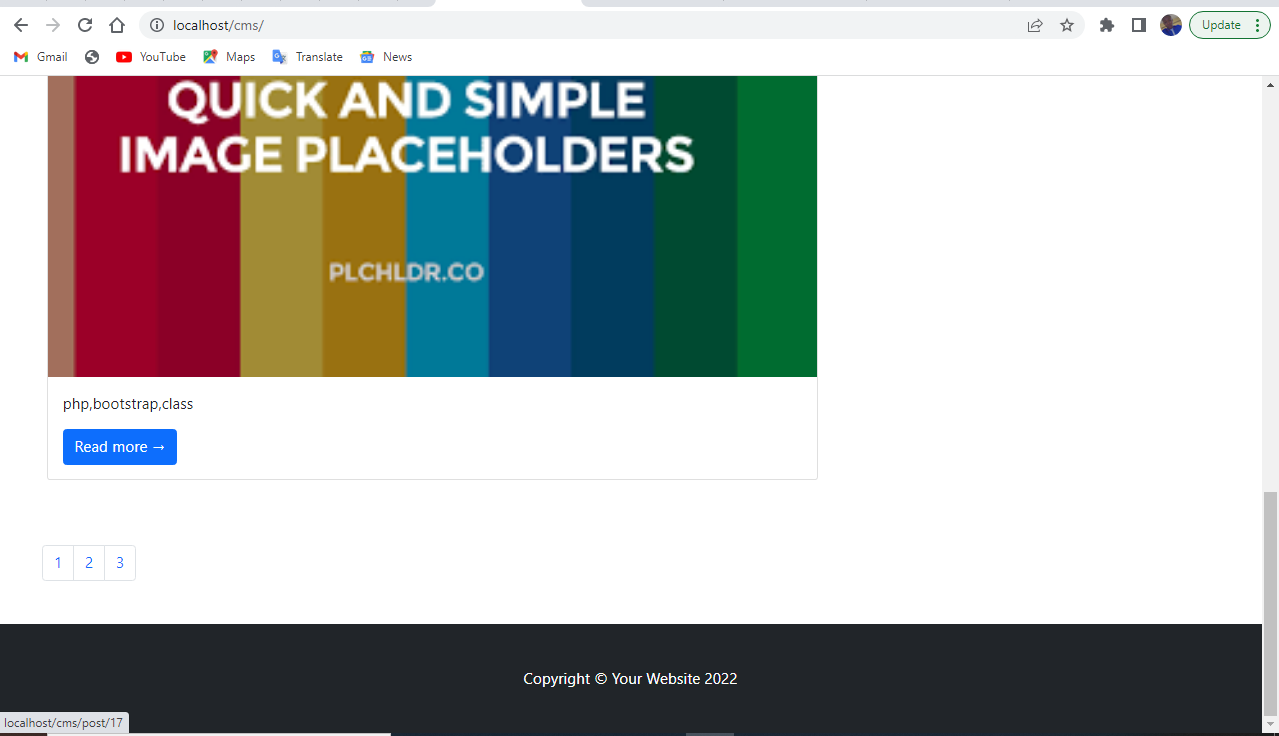 localhost/cms/
Update
Gmail
YouTube
Maps
Translate
News
QUICK AND SIMPLE
IMAGE PLACEHOLDERS
PLCHLDR.CO
php,bootstrap,class
Read more →
1 2 3
Copyright © Your Website 2022
localhost/cms/post/17